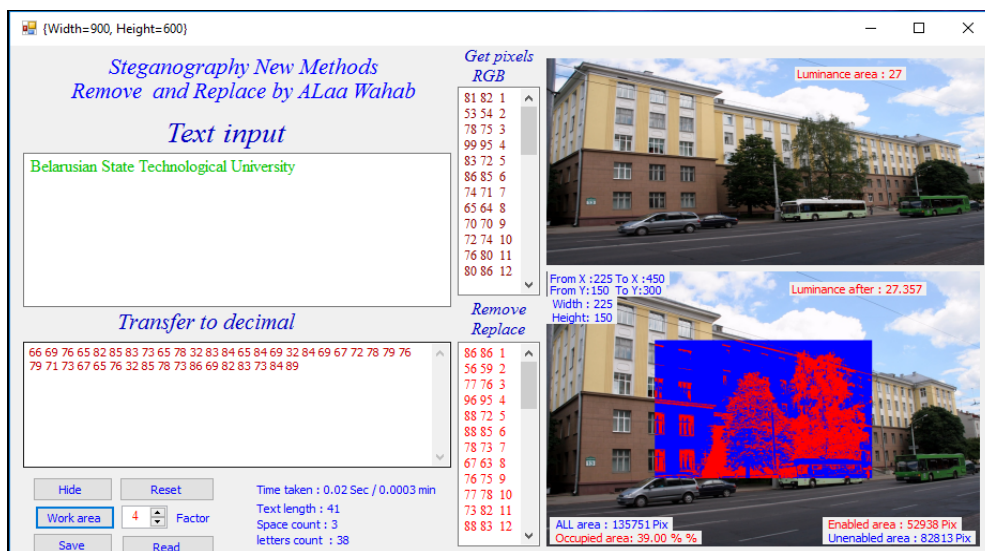 {Width=900, Height=600}
Steganography New Methods
Remove and Replace by ALaa Wahab
Text input
Belarusian State Technological University
Transfer to decimal
66 69 76 65 82 85 83 73 65 78 32 83 84 65 84 69 32 84 69 67 72 78 79 76
79 71 73 67 65 76 32 85 78 73 86 69 82 83 73 84 89
Hide
Reset
Work area
4
Factor
Save
Read
Time taken : 0.02 Sec / 0.0003 min
Text length : 41
Space count : 3
letters count : 38
Get pixels
RGB
81 82 1
53 54 2
78 75 3
99 95 4
83 72 5
86 85 6
74 71 7
65 64 8
70 70 9
72 74 10
76 80 11
80 86 12
Remove
Replace
86 86 1
56 59 2
77 76 3
96 95 4
88 72 5
88 85 6
78 73 7
67 63 8
76 75 9
77 78 10
73 82 11
88 83 12
Luminance area : 27
From X :225 To X :450
From Y:150 To Y:300
Width : 225
Height: 150
Luminance after : 27.357
ALL area : 135751 Pix
Occupied area: 39.00 % %
Enabled area : 52938 Pix
Unenabled area : 82813 Pix